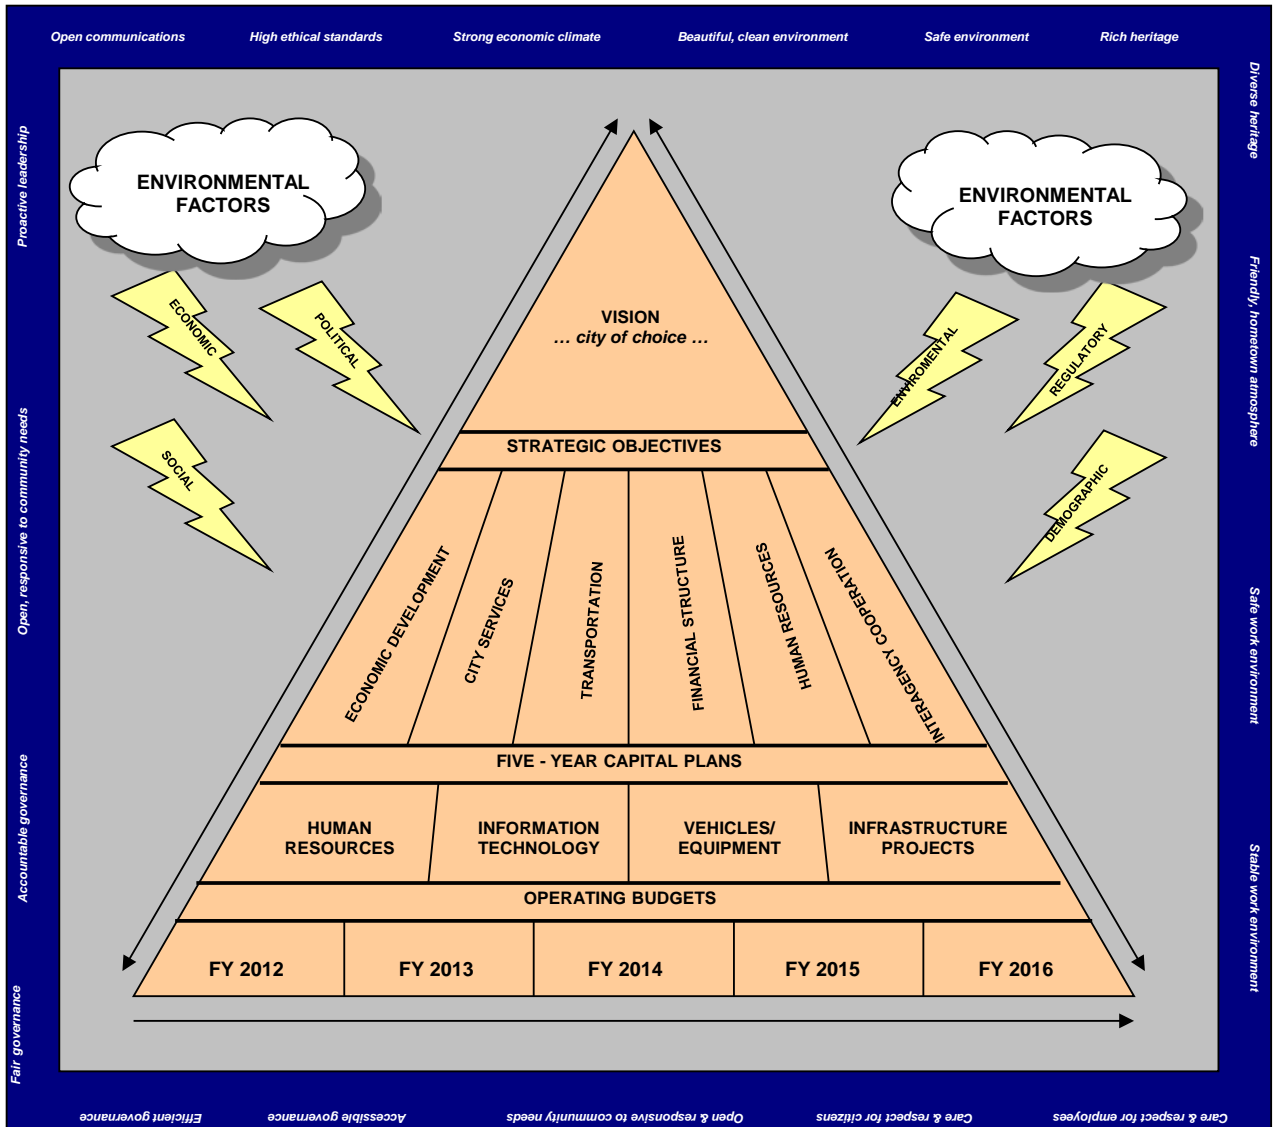 Open communications
High ethical standards
Strong economic climate
Beautiful, clean environment
Safe environment
Rich heritage
Diverse heritage
Friendly, hometown atmosphere
Safe work environment
Stable work environment
Proactive leadership
Open, responsive to community needs
Accountable governance
Fair governance
ENVIRONMENTAL
FACTORS
ENVIRONMENTAL
FACTORS
ECONOMIC
POLITICAL
SOCIAL
ENVIROMENTAL
REGULATORY
DEMOGRAPHIC
VISION
… city of choice …
STRATEGIC OBJECTIVES
ECONOMIC DEVELOPMENT
CITY SERVICES
TRANSPORTATION
FINANCIAL STRUCTURE
HUMAN RESOURCES
INTERAGENCY COOPERATION
FIVE - YEAR CAPITAL PLANS
HUMAN
RESOURCES
INFORMATION
TECHNOLOGY
VEHICLES/
EQUIPMENT
INFRASTRUCTURE
PROJECTS
OPERATING BUDGETS
FY 2012
FY 2013
FY 2014
FY 2015
FY 2016
Efficient governance
Accessible governance
Open & responsive to community needs
Care & respect for citizens
Care & respect for employees